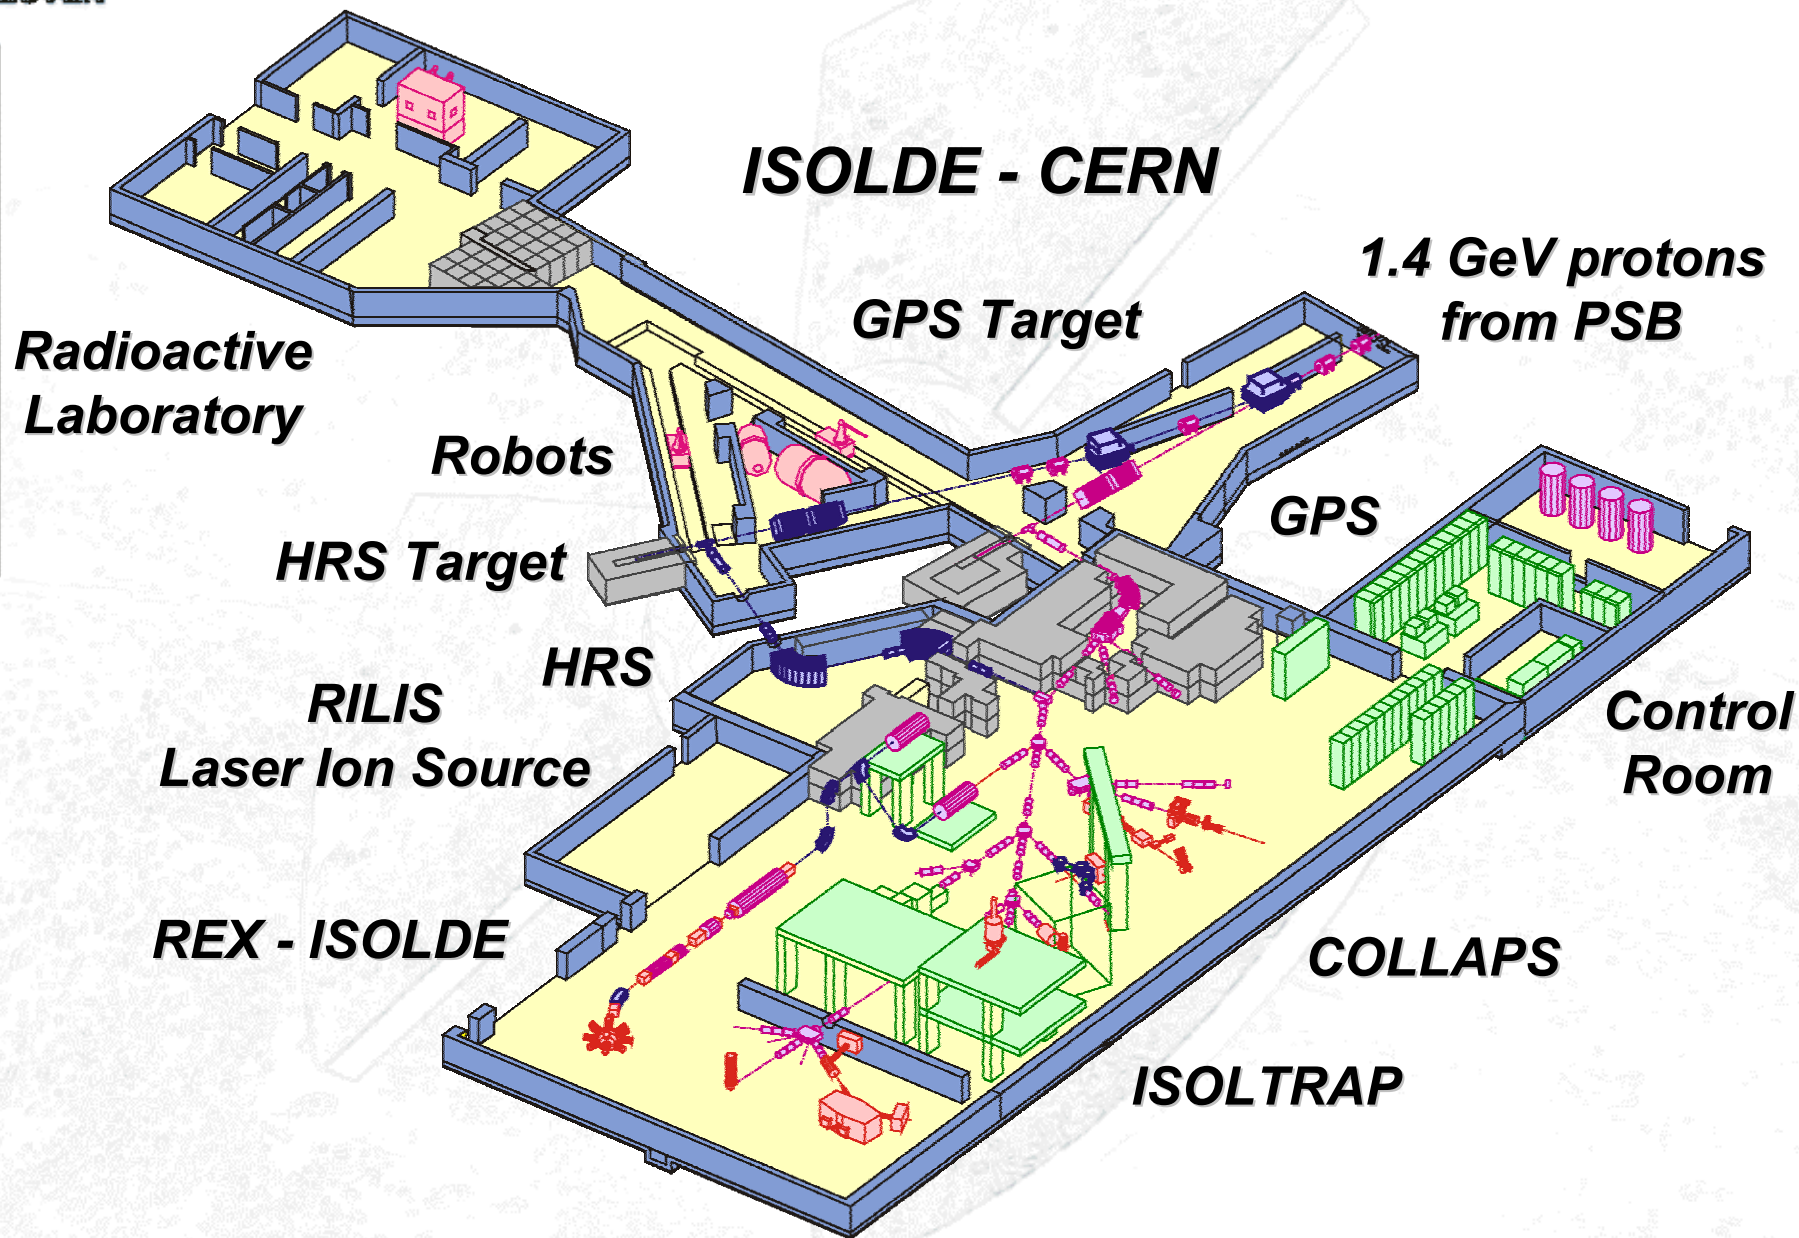 ISOLDE - CERN
1.4 GeV protons
from PSB
GPS Target
Radioactive
Laboratory
Robots
GPS
HRS Target
HRS
RILIS
Laser Ion Source
Control
Room
REX - ISOLDE
COLLAPS
ISOLTRAP